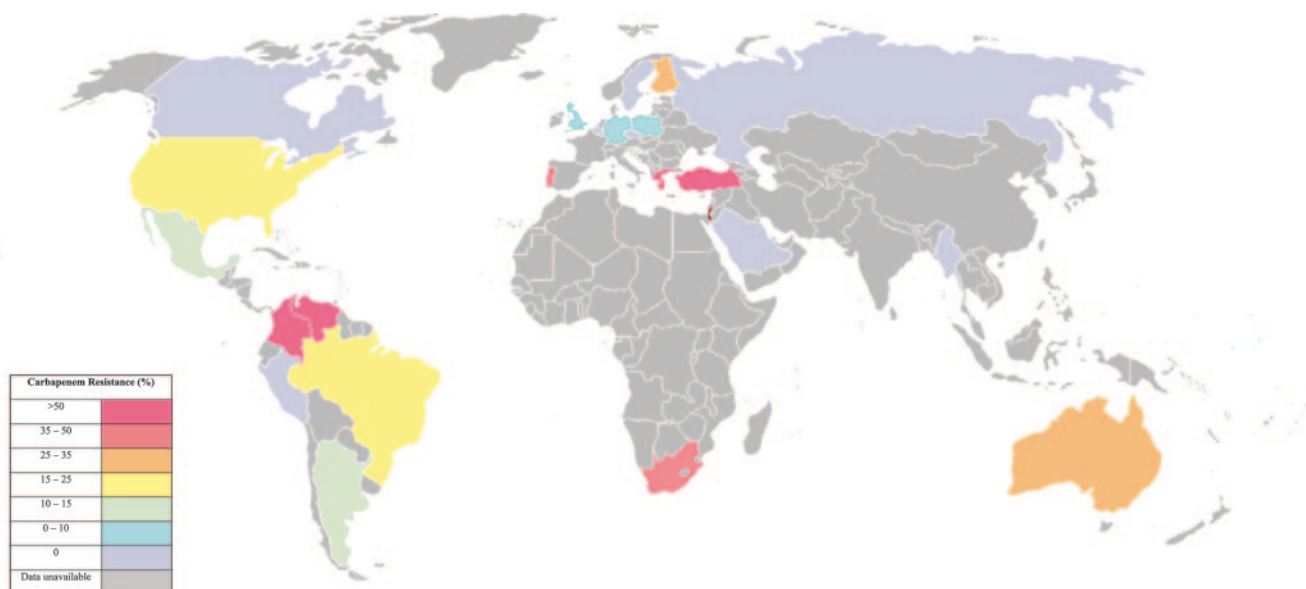 Carbapenem Resistance (%)
>50
35 – 50
25 – 35
15 – 25
10 – 15
0 – 10
0
Data unavailable